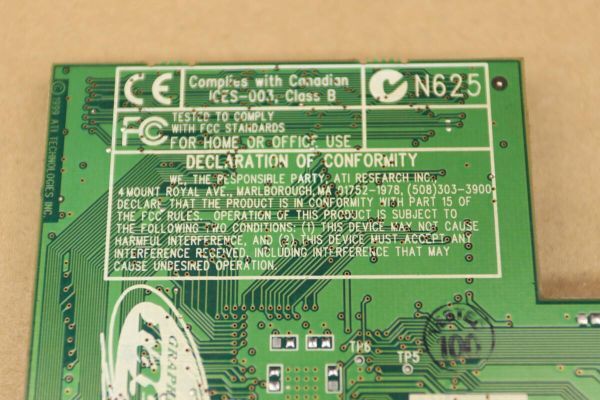 CE
Complies with Canadian
ICES-003, Class B
N625
FC
TESTED TO COMPLY
WITH FCC STANDARDS
FOR HOME OR OFFICE USE
DECLARATION OF CONFORMITY
WE, THE RESPONSIBLE PARTY, ATI RESEARCH INC.,
4 MOUNT ROYAL AVE., MARLBOROUGH, MA 01752-1978, (508)303-3900
DECLARE THAT THE PRODUCT IS IN CONFORMITY WITH PART 15 OF
THE FCC RULES. OPERATION OF THIS PRODUCT IS SUBJECT TO
THE FOLLOWING TWO CONDITIONS: (1) THIS DEVICE MAY NOT CAUSE
HARMFUL INTERFERENCE, AND (2) THIS DEVICE MUST ACCEPT ANY
INTERFERENCE RECEIVED, INCLUDING INTERFERENCE THAT MAY
CAUSE UNDESIRED OPERATION.
© 1999 ATI TECHNOLOGIES INC.
TP6
TP5